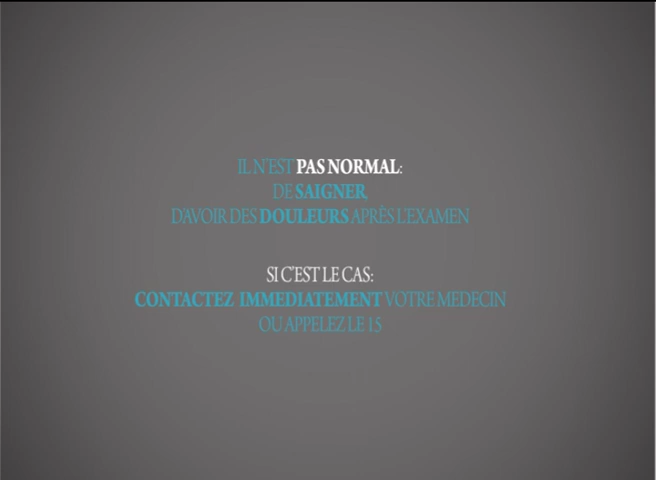 IL N'EST PAS NORMAL:
DE SAIGNER,
D'AVOIR DES DOULEURS APRÈS L'EXAMEN
SI C'EST LE CAS:
CONTACTEZ IMMEDIATEMENT VOTRE MEDECIN
OU APPELEZ LE 15